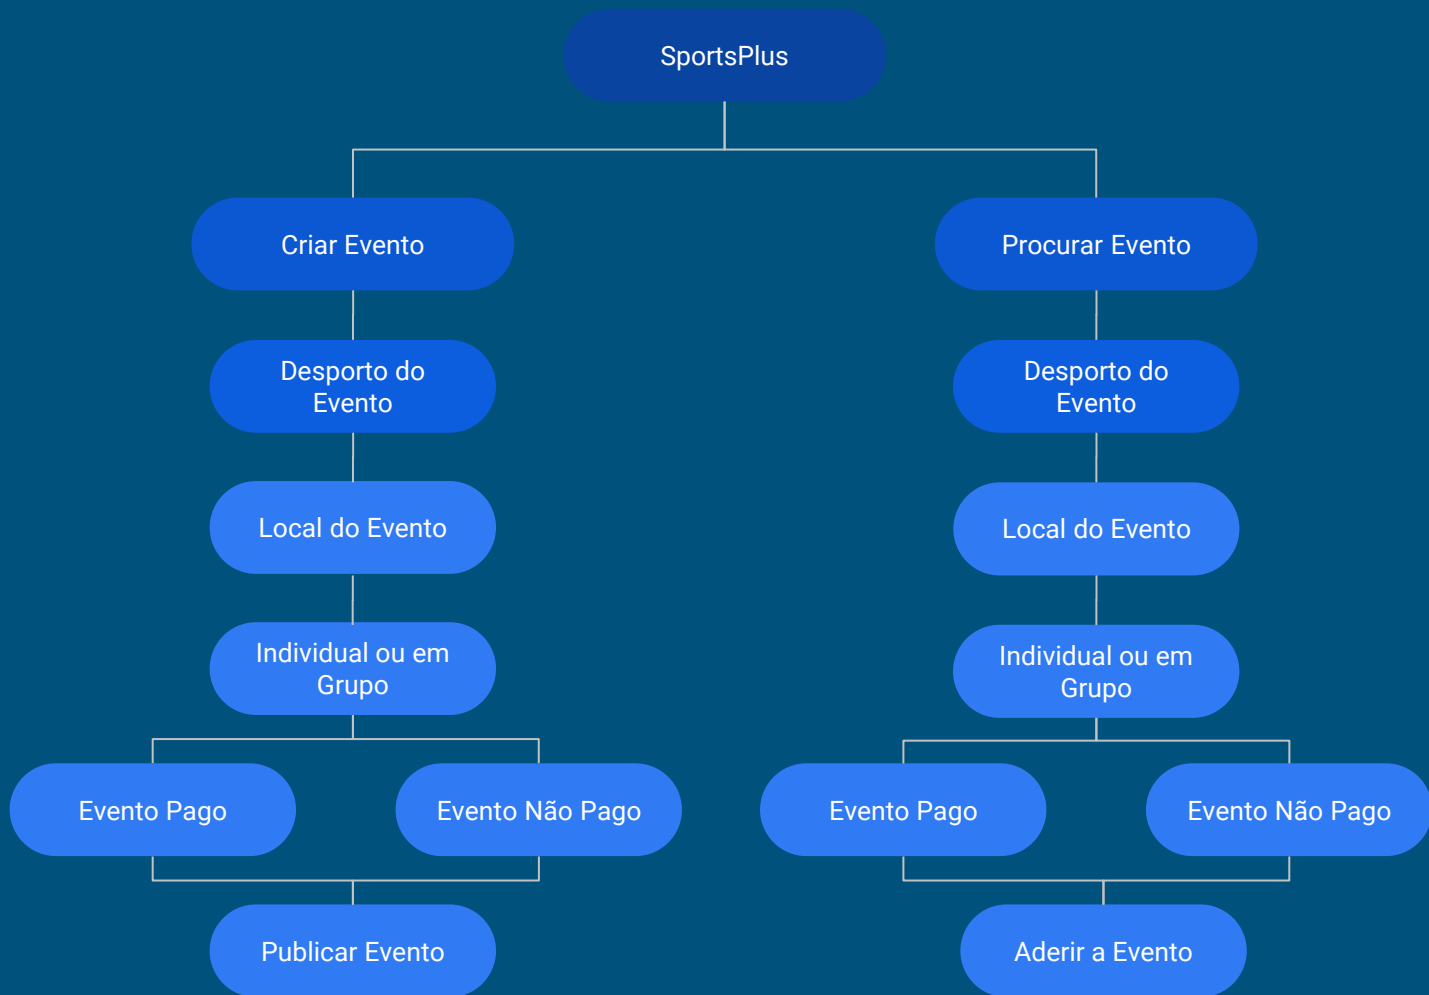 SportsPlus
Criar Evento
Procurar Evento
Desporto do
Evento
Desporto do
Evento
Local do Evento
Local do Evento
Individual ou em
Grupo
Individual ou em
Grupo
Evento Pago
Evento Não Pago
Evento Pago
Evento Não Pago
Publicar Evento
Aderir a Evento